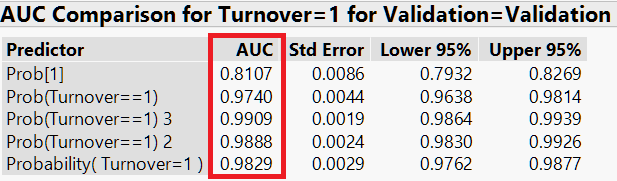 AUC Comparison for Turnover=1 for Validation=Validation
Predictor AUC Std Error Lower 95% Upper 95%
Prob[1] 0.8107 0.0086 0.7932 0.8269
Prob(Turnover==1) 0.9740 0.0044 0.9638 0.9814
Prob(Turnover==1) 3 0.9909 0.0019 0.9864 0.9939
Prob(Turnover==1) 2 0.9888 0.0024 0.9830 0.9926
Probability( Turnover=1 ) 0.9829 0.0029 0.9762 0.9877